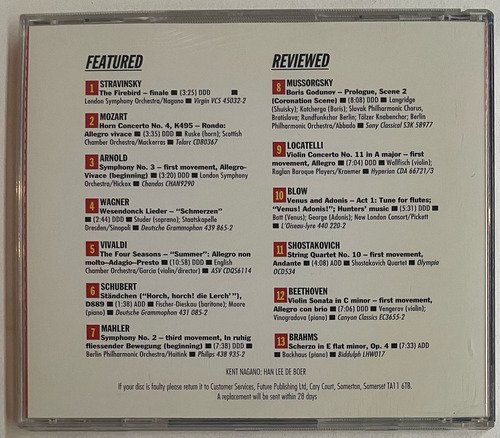 FEATURED
1 STRAVINSKY
The Firebird – finale ■ (3:25) DDD ■
London Symphony Orchestra/Nagano ■ Virgin VCS 45032-2
2 MOZART
Horn Concerto No. 4, K495 – Rondo:
Allegro vivace ■ (3:35) DDD ■ Ruske (horn); Scottish
Chamber Orchestra/Mackerras ■ Telarc CD80367
3 ARNOLD
Symphony No. 3 – first movement, Allegro-
Vivace (beginning) ■ (3:20) DDD ■ London Symphony
Orchestra/Hickox ■ Chandos CHAN9290
4 WAGNER
Wesendonck Lieder – “Schmerzen”
■ (2:44) DDD ■ Studer (soprano); Staatskapelle
Dresden/Sinopoli ■ Deutsche Grammophon 439 865-2
5 VIVALDI
The Four Seasons – “Summer”: Allegro non
molto-Adagio-Presto ■ (10:58) DDD ■ English
Chamber Orchestra/Garcia (violin/director) ■ ASV CDQS6114
6 SCHUBERT
Ständchen (“Horch, horch! die Lerch’”),
D889 ■ (1:38) ADD ■ Fischer-Dieskau (baritone); Moore
(piano) ■ Deutsche Grammophon 431 085-2
7 MAHLER
Symphony No. 2 – third movement, In ruhig
fliessender Bewegung (beginning) ■ (7:38) DDD ■
Berlin Philharmonic Orchestra/Haitink ■ Philips 438 935-2
REVIEWED
8 MUSSORGSKY
Boris Godunov – Prologue, Scene 2
(Coronation Scene) ■ (8:08) DDD ■ Langridge
(Shuisky); Kotcherga (Boris); Slovak Philharmonic Chorus,
Bratislava; Rundfunkchor Berlin; Tölzer Knabenchor; Berlin
Philharmonic Orchestra/Abbado ■ Sony Classical S3K 58977
9 LOCATELLI
Violin Concerto No. 11 in A major – first
movement, Allegro ■ (7:04) DDD ■ Wallfisch (violin);
Raglan Baroque Players/Kraemer ■ Hyperion CDA 66721/3
10 BLOW
Venus and Adonis – Act 1: Tune for flutes;
“Venus! Adonis!”; Hunters’ music ■ (5:31) DDD ■
Bott (Venus); George (Adonis); New London Consort/Pickett
■ L’Oiseau-lyre 440 220-2
11 SHOSTAKOVICH
String Quartet No. 10 – first movement,
Andante ■ (4:08) ADD ■ Shostakovich Quartet ■ Olympia
OCD534
12 BEETHOVEN
Violin Sonata in C minor – first movement,
Allegro con brio ■ (7:06) DDD ■ Vengerov (violin);
Vinogradova (piano) ■ Canyon Classics EC3655-2
13 BRAHMS
Scherzo in E flat minor, Op. 4 ■ (7:33) ADD
■ Backhaus (piano) ■ Biddulph LHW017
KENT NAGANO: HAN LEE DE BOER
If your disc is faulty please return it to Customer Services, Future Publishing Ltd, Cary Court, Somerton, Somerset TA11 6TB.
A replacement will be sent within 28 days